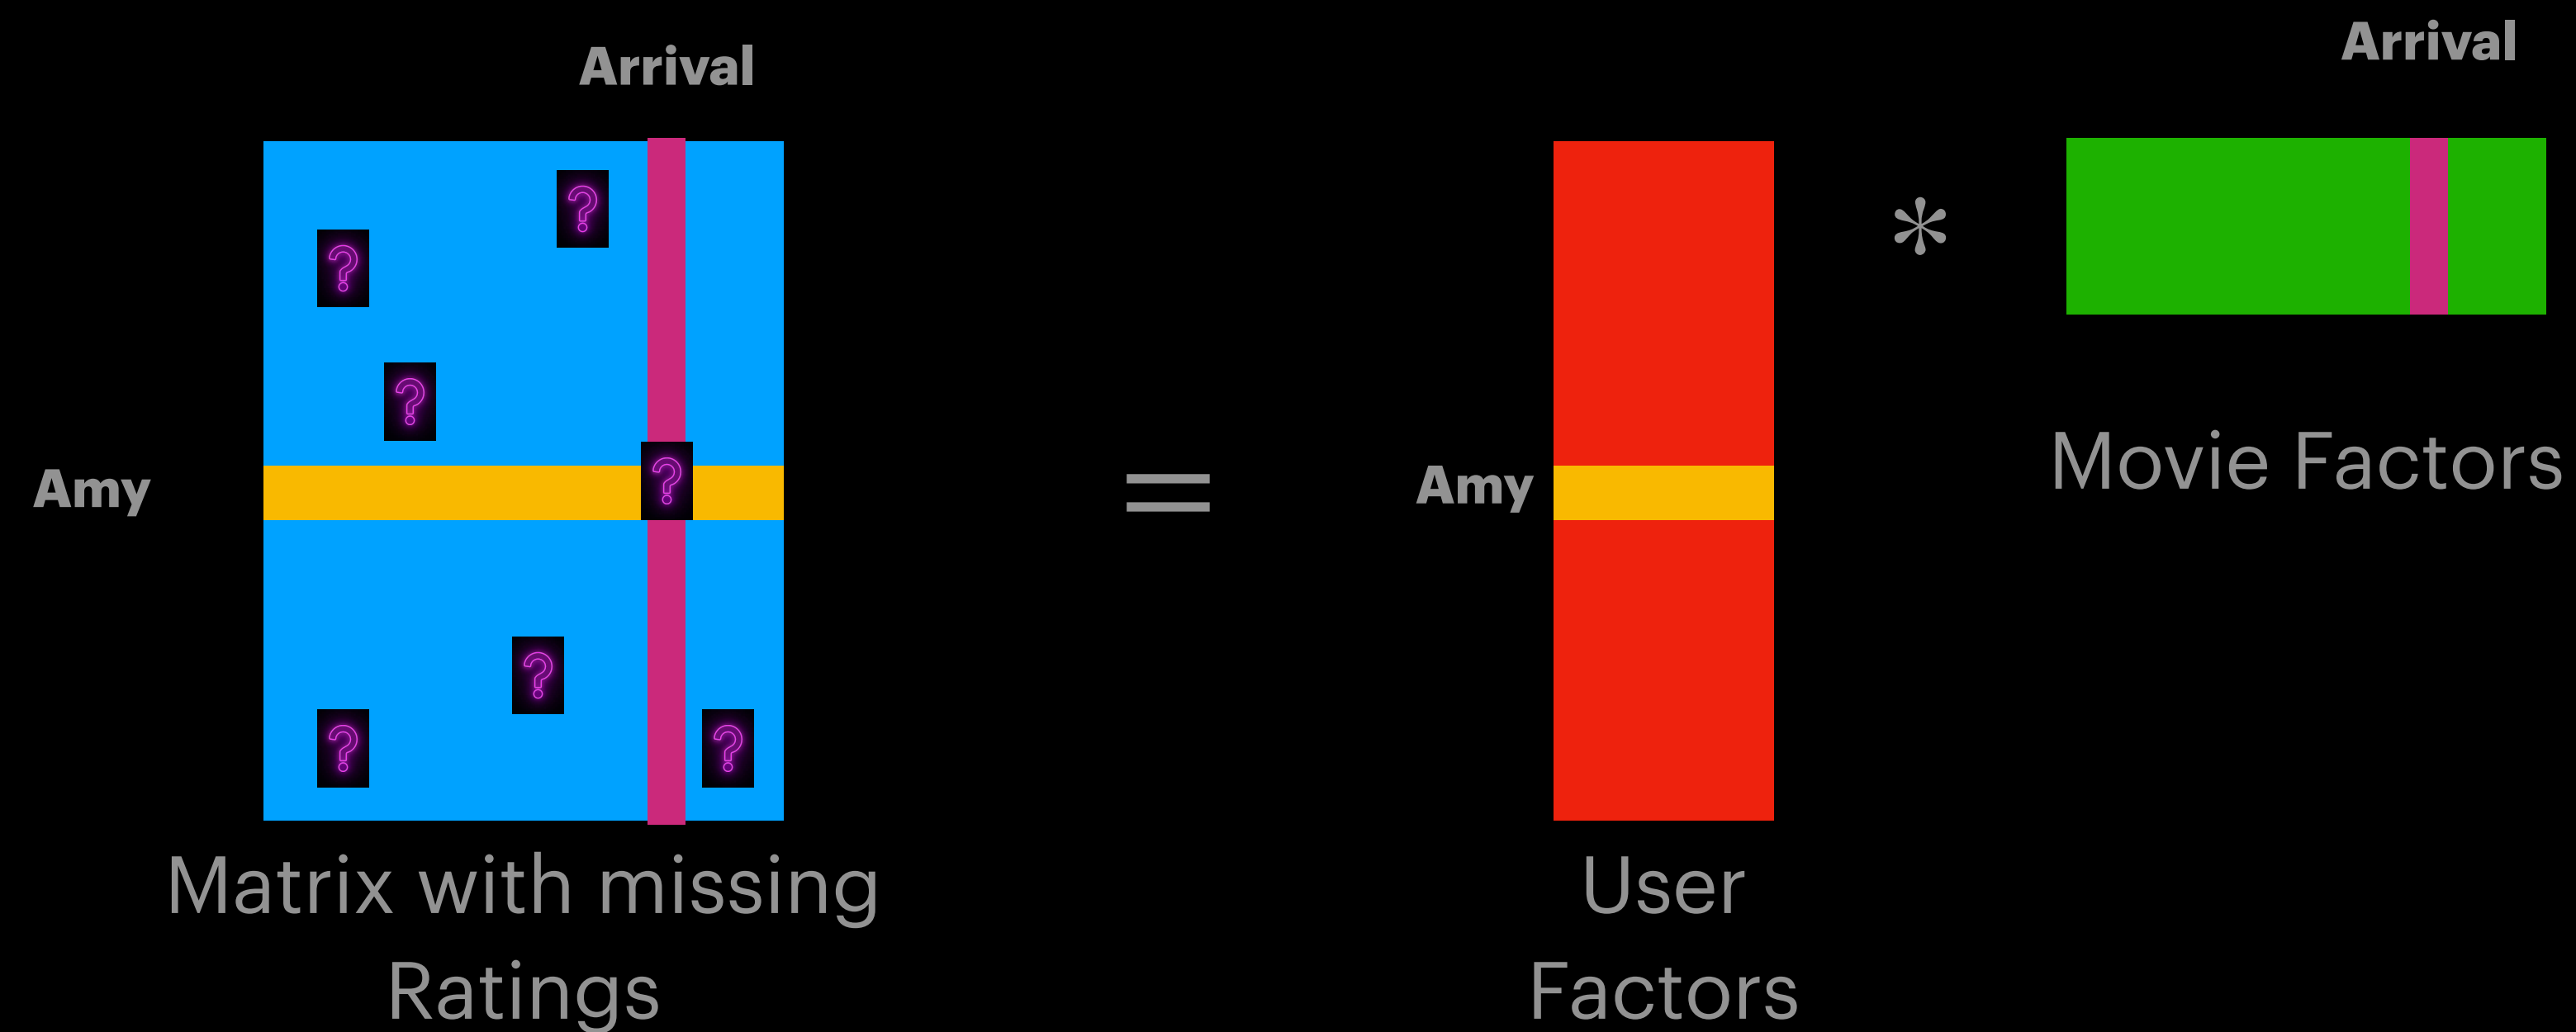 Arrival
Arrival
?
?
?
Amy
?
=
Amy
*
Movie Factors
?
?
?
Matrix with missing
Ratings
User
Factors